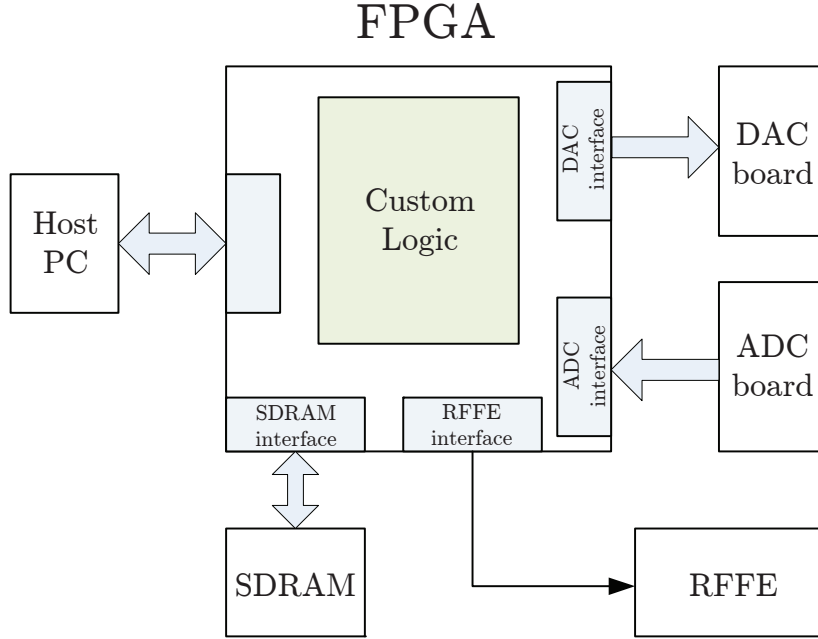 FPGA
Host
PC
Custom
Logic
DAC
interface
DAC
board
ADC
interface
ADC
board
SDRAM
interface
RFFE
interface
SDRAM
RFFE